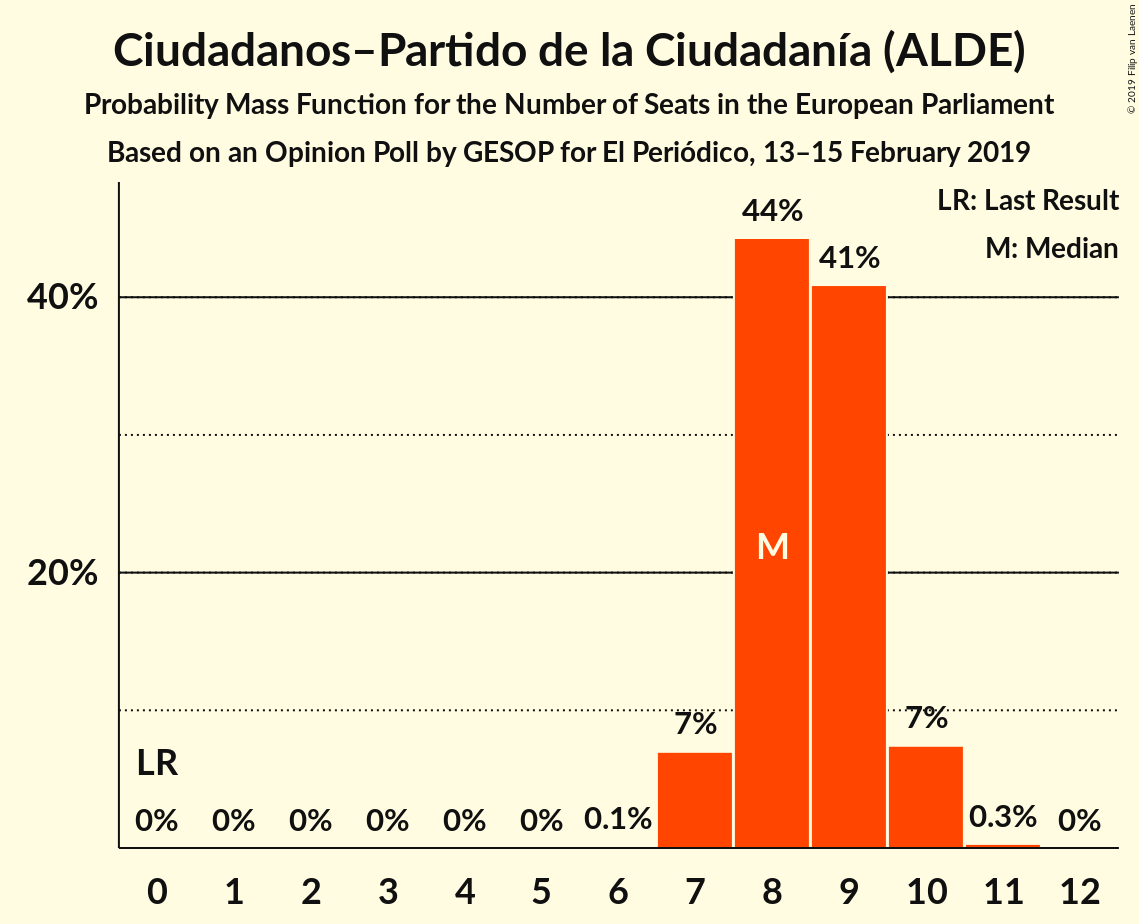 Ciudadanos–Partido de la Ciudadanía (ALDE)
Probability Mass Function for the Number of Seats in the European Parliament
Based on an Opinion Poll by GESOP for El Periódico, 13–15 February 2019
© 2019 Filip van Laenen
LR: Last Result
M: Median
44%
41%
40%
M
20%
7%
7%
LR
0% 0% 0% 0% 0% 0% 0.1% 0.3% 0%
0 1 2 3 4 5 6 7 8 9 10 11 12